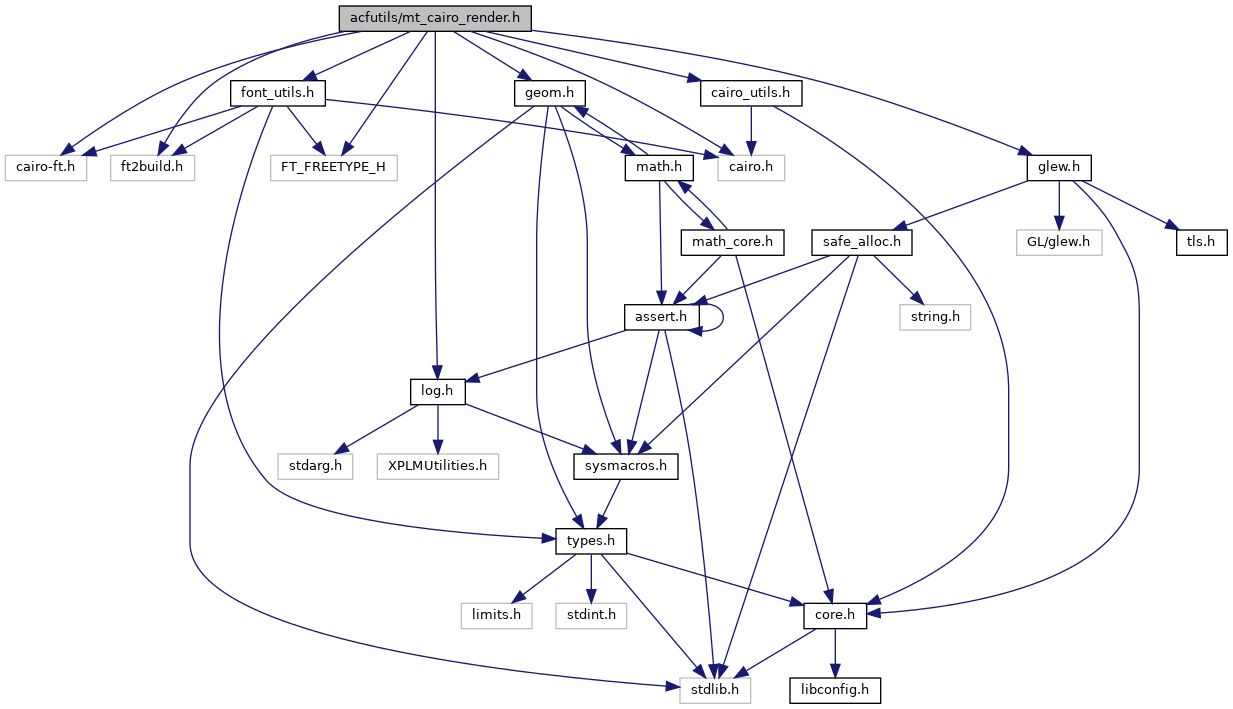 acfutils/mt_cairo_render.h
font_utils.h
geom.h
cairo_utils.h
cairo-ft.h
ft2build.h
FT_FREETYPE_H
math.h
cairo.h
glew.h
math_core.h
safe_alloc.h
GL/glew.h
tls.h
assert.h
string.h
log.h
stdarg.h
XPLMUtilities.h
sysmacros.h
types.h
limits.h
stdint.h
core.h
stdlib.h
libconfig.h